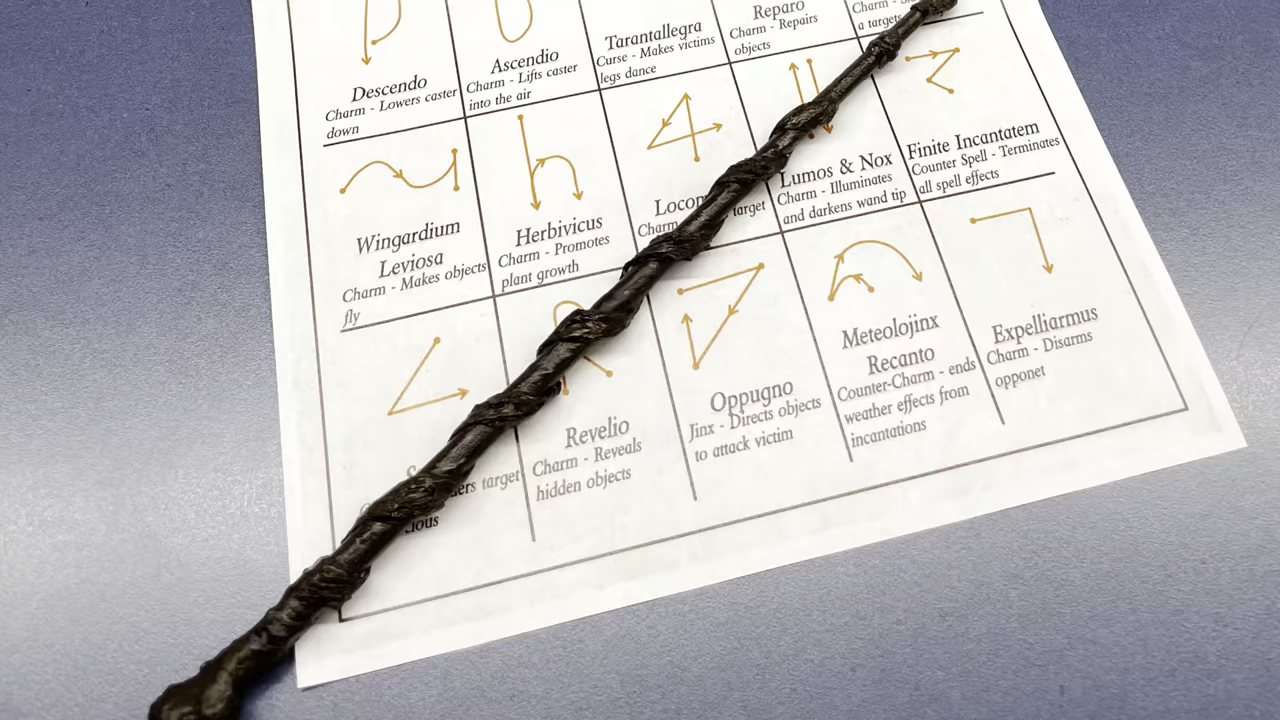 Descendo
Charm - Lowers caster
down
Ascendio
Charm - Lifts caster
into the air
Tarantallegra
Curse - Makes victims
legs dance
Reparo
Charm - Repairs
objects
Charm -
a target
Wingardium
Leviosa
Charm - Makes objects
fly
Herbivicus
Charm - Promotes
plant growth
Charm
target
Lumos & Nox
Charm - Illuminates
and darkens wand tip
Finite Incantatem
Counter Spell - Terminates
all spell effects
target
Revelio
Charm - Reveals
hidden objects
Oppugno
Jinx - Directs objects
to attack victim
Meteolojinx
Recanto
Counter-Charm - ends
weather effects from
incantations
Expelliarmus
Charm - Disarms
opponet